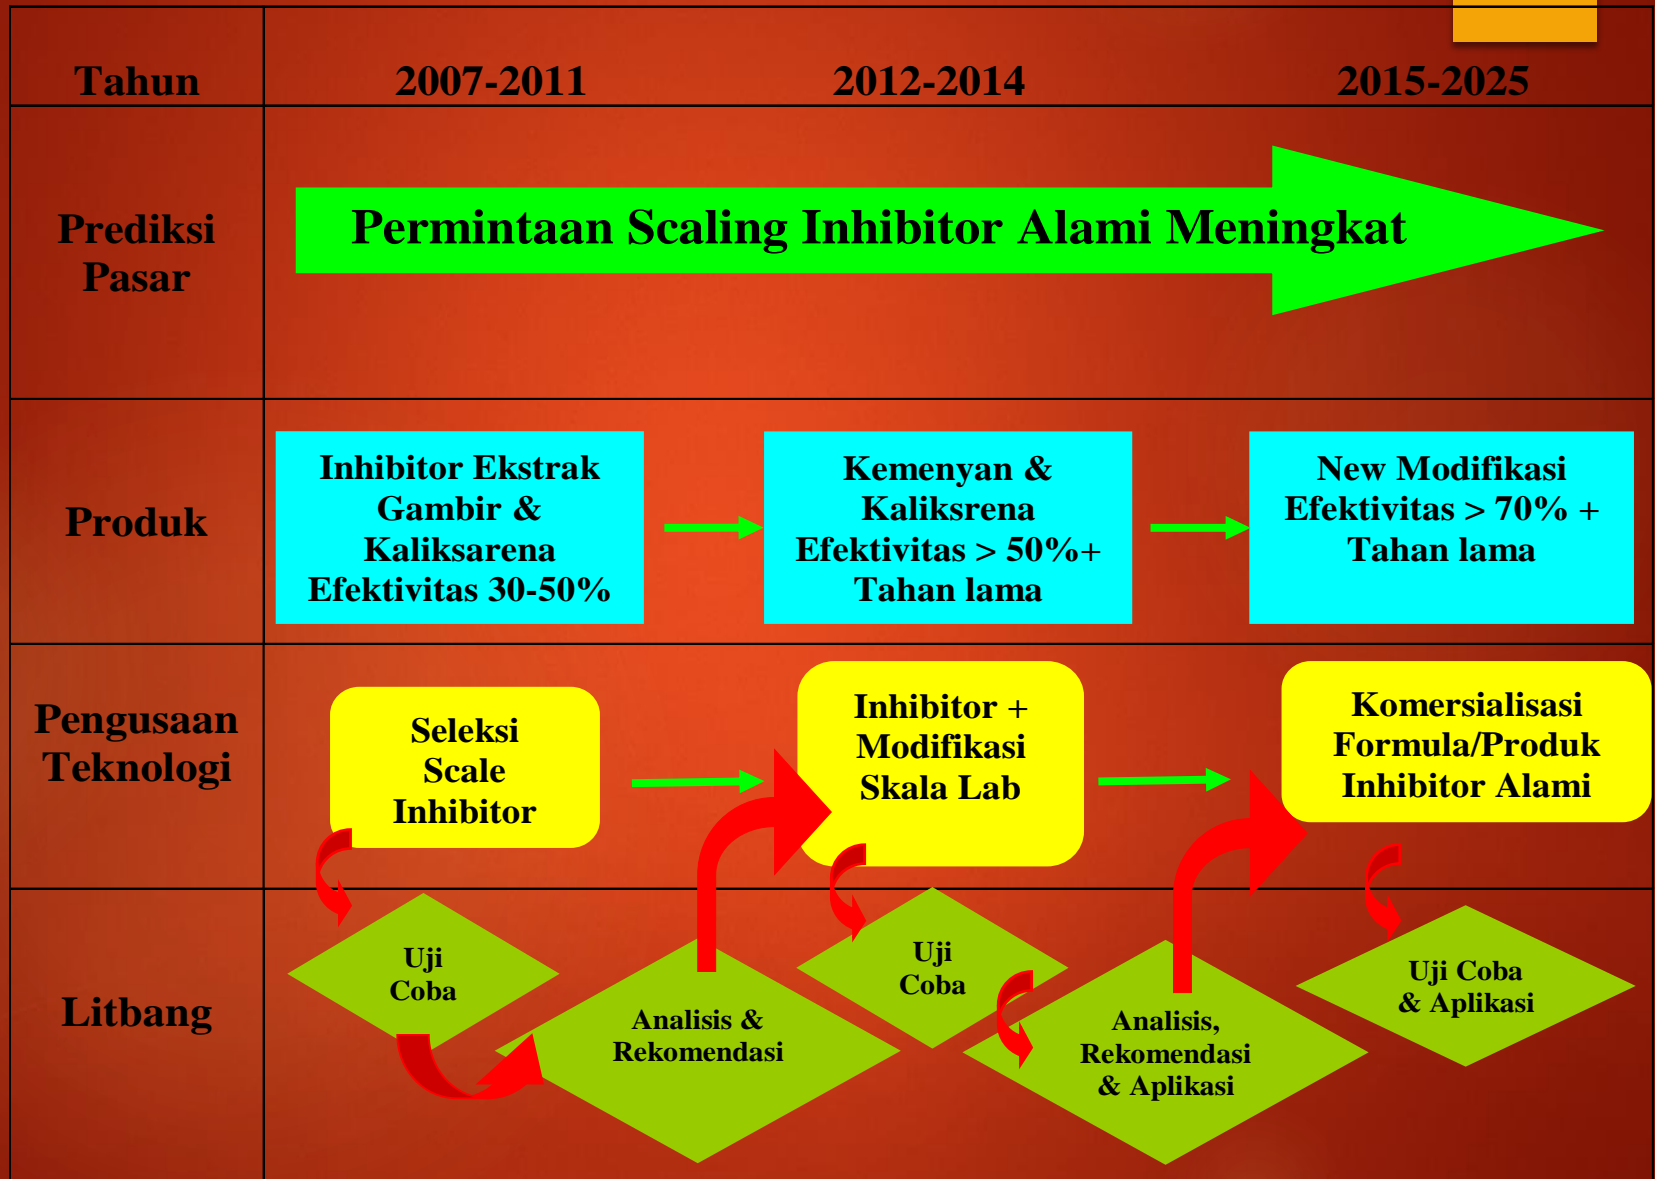 Tahun
2007-2011
2012-2014
2015-2025
Prediksi
Pasar
Permintaan Scaling Inhibitor Alami Meningkat
Produk
Inhibitor Ekstrak
Gambir &
Kaliksarena
Efektivitas 30-50%
Kemenyan &
Kaliksrena
Efektivitas > 50%+
Tahan lama
New Modifikasi
Efektivitas > 70% +
Tahan lama
Pengusaan
Teknologi
Seleksi
Scale
Inhibitor
Inhibitor +
Modifikasi
Skala Lab
Komersialisasi
Formula/Produk
Inhibitor Alami
Litbang
Uji
Coba
Analisis &
Rekomendasi
Uji
Coba
Analisis,
Rekomendasi
& Aplikasi
Uji Coba
& Aplikasi